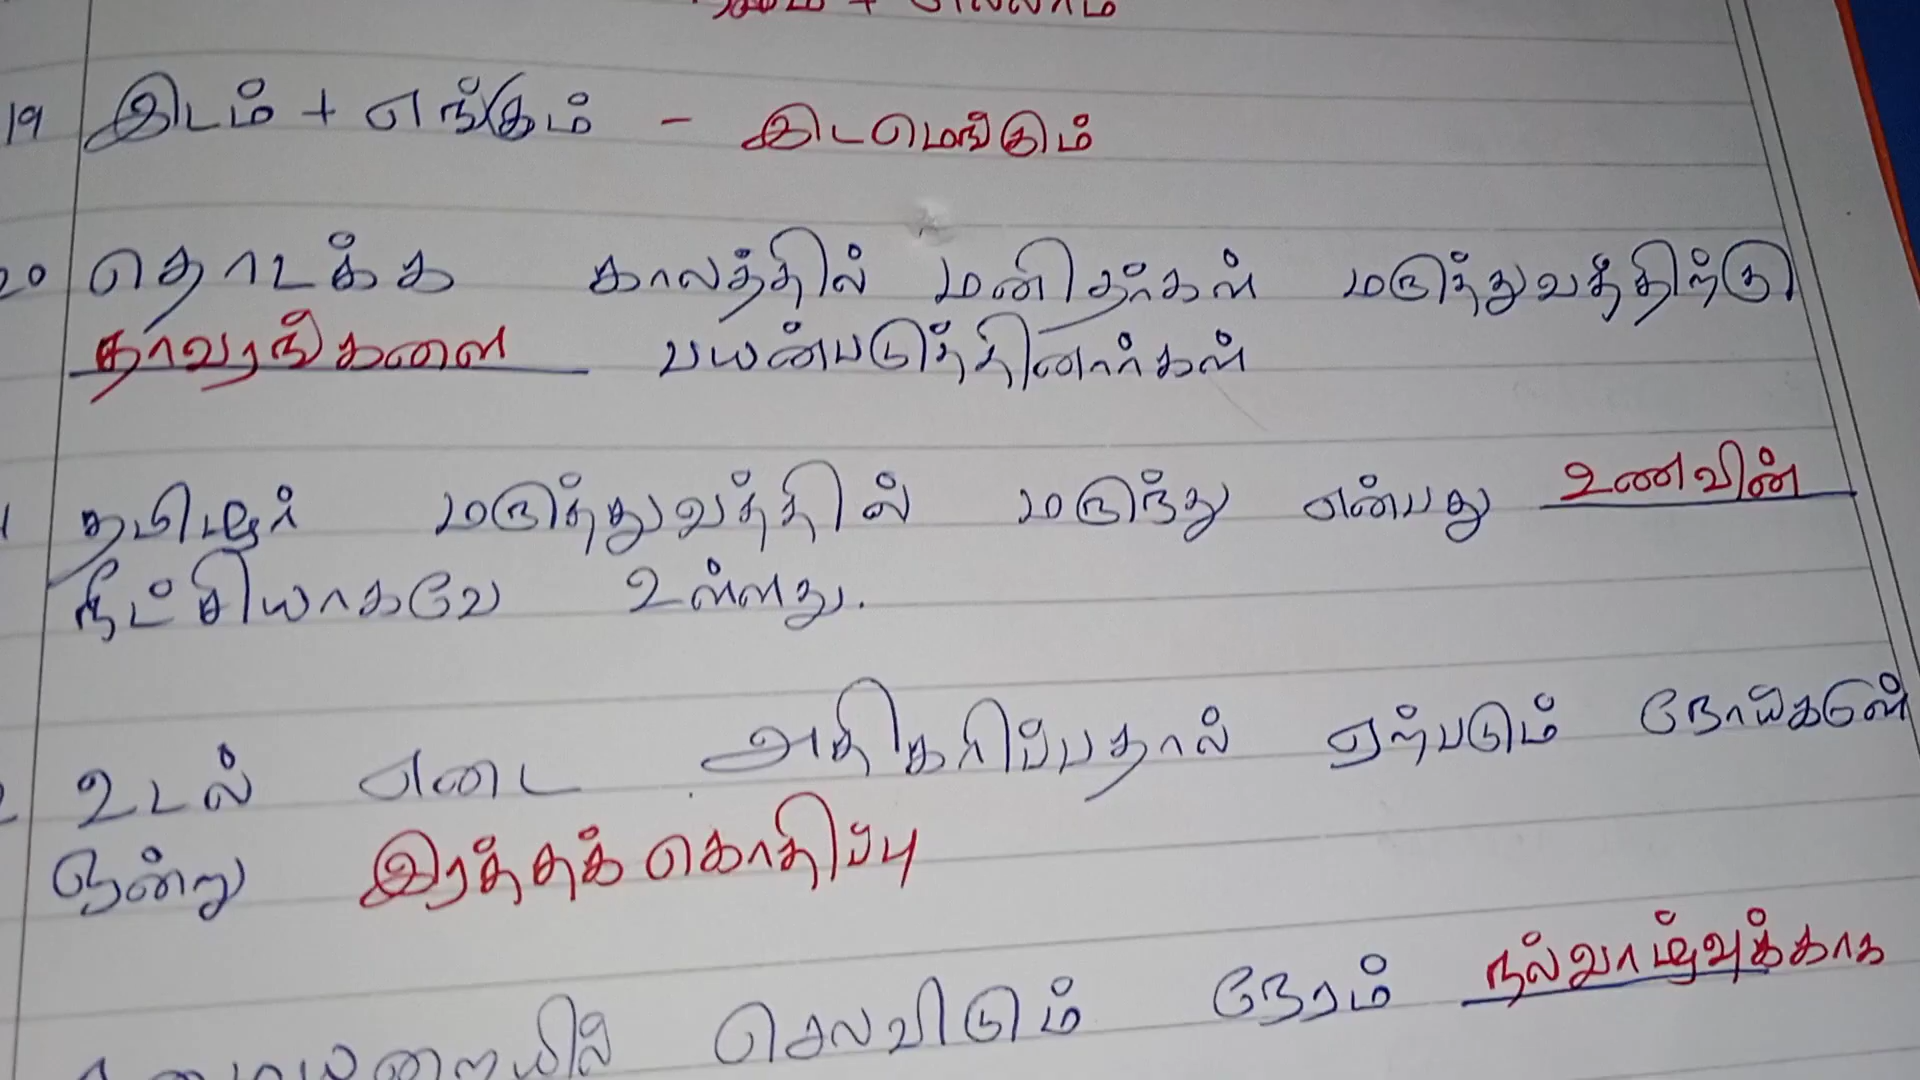 19 இடம் + எங்கும் - இடமெங்கும்
20 தொடக்க காலத்தில் மனிதர்கள் மருத்துவத்திற்கு
தாவரங்களை பயன்படுத்தினார்கள்
தமிழர் மருத்துவத்தில் மருந்து என்பது உணவின்
நீட்சியாகவே உள்ளது.
உடல் எடை அதிகரிப்பதால் ஏற்படும் நோய்களுள்
ஒன்று இரத்தக் கொதிப்பு
செலவிடும் நேரம் நல்வாழ்வுக்காக